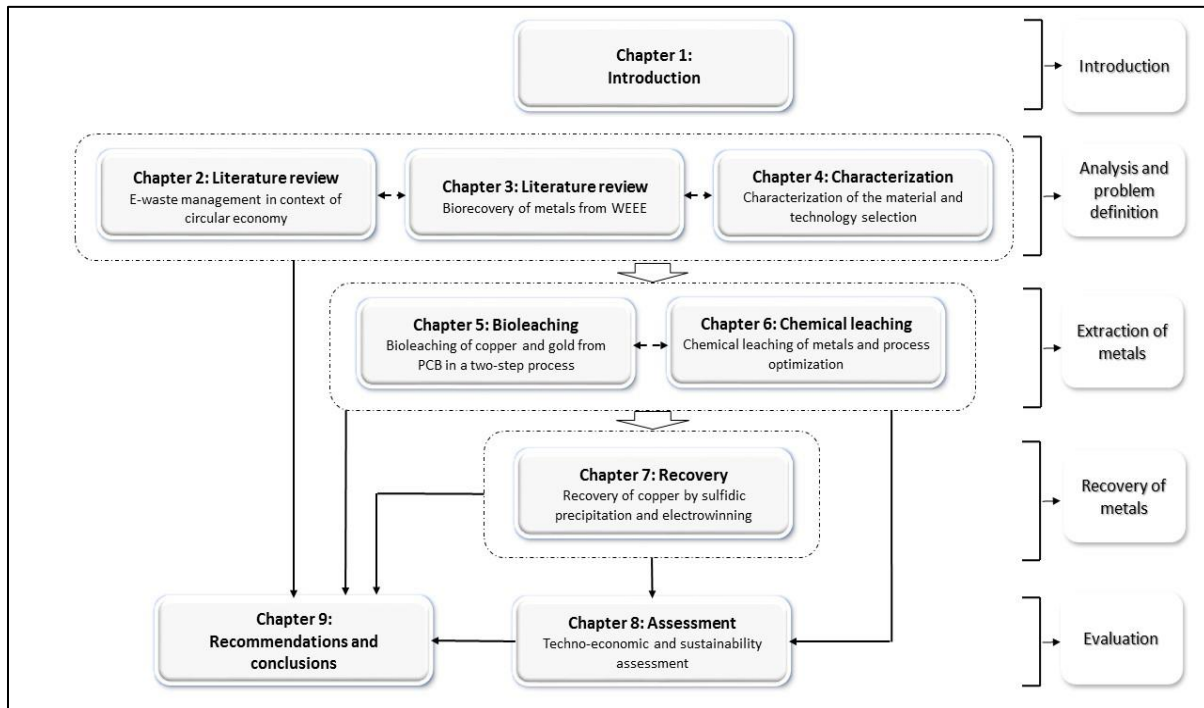 Chapter 1:
Introduction
Introduction
Chapter 2: Literature review
E-waste management in context of
circular economy
Chapter 3: Literature review
Biorecovery of metals from WEEE
Chapter 4: Characterization
Characterization of the material and
technology selection
Analysis and
problem
definition
Chapter 5: Bioleaching
Bioleaching of copper and gold from
PCB in a two-step process
Chapter 6: Chemical leaching
Chemical leaching of metals and process
optimization
Extraction of
metals
Chapter 7: Recovery
Recovery of copper by sulfidic
precipitation and electrowinning
Recovery of
metals
Chapter 9:
Recommendations and
conclusions
Chapter 8: Assessment
Techno-economic and sustainability
assessment
Evaluation